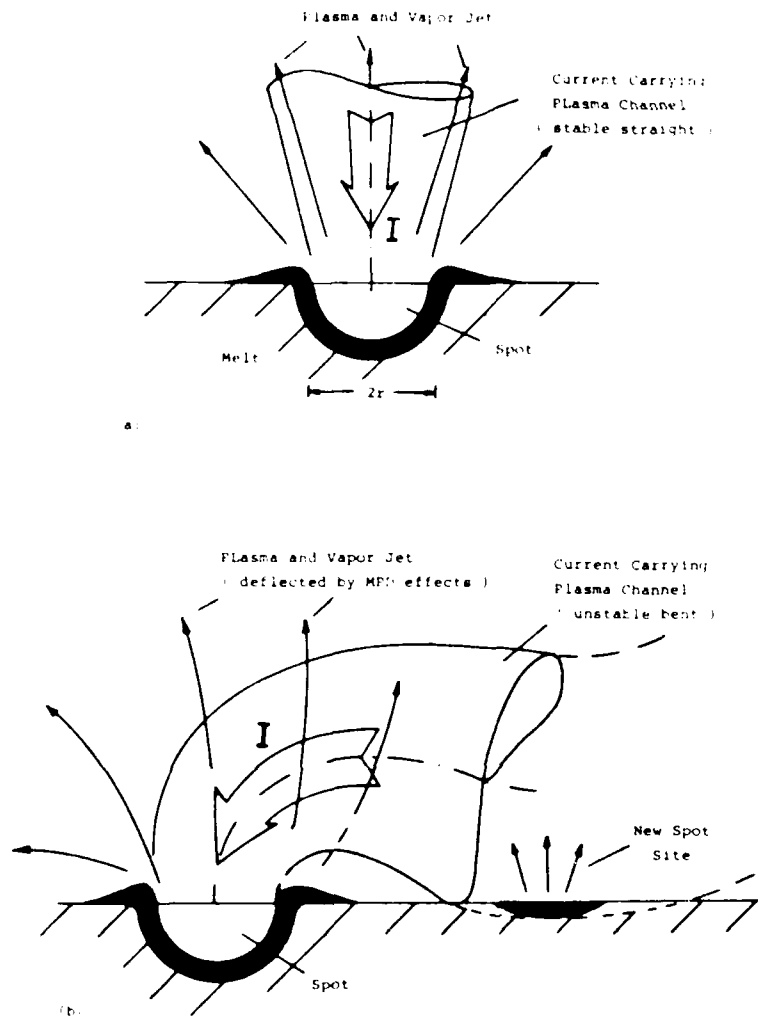 Plasma and Vapor Jet
Current Carrying
PLasma Channel
( stable straight )
I
Melt
Spot
2r
a.
PLasma and Vapor Jet
( deflected by effects )
Current Carrying
PLasma Channel
( unstable bent )
I
New Spot
Site
Spot
(b)